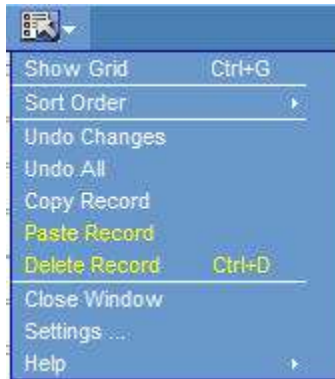 Show Grid Ctrl+G
Sort Order
Undo Changes
Undo All
Copy Record
Paste Record
Delete Record Ctrl+D
Close Window
Settings ...
Help